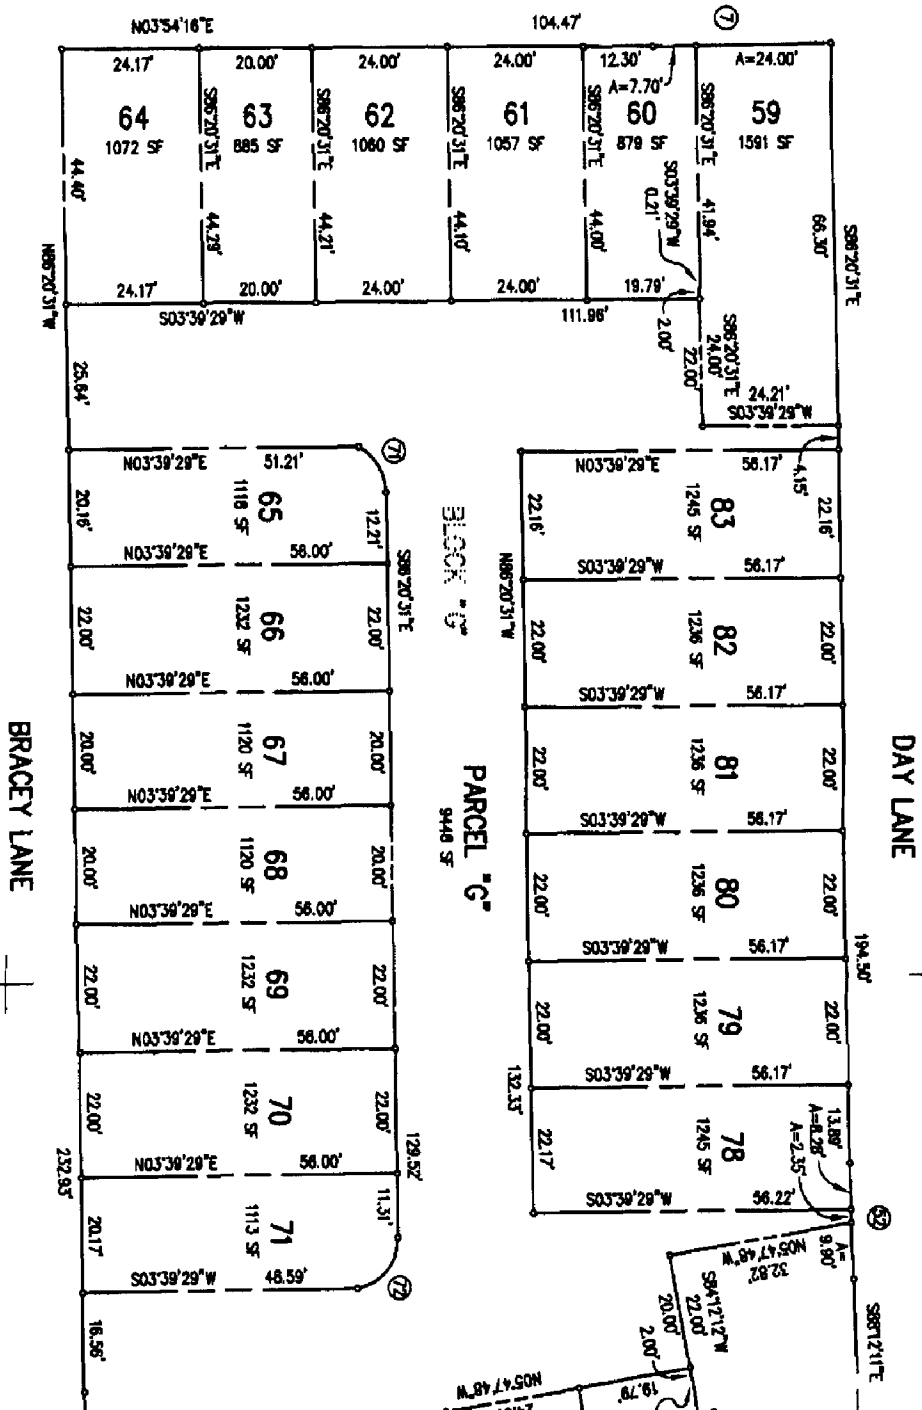 N03°54'16"E
104.47'
7
24.17'
20.00'
24.00'
24.00'
12.30'
A=7.70'
A=24.00'
64
1072 SF
63
885 SF
62
1060 SF
61
1057 SF
60
879 SF
59
1591 SF
S86°20'31"E
S86°20'31"E
S86°20'31"E
S86°20'31"E
S86°20'31"E
44.40'
44.29'
44.21'
44.10'
44.00'
S03°39'29"W
0.21'
41.94'
66.30'
S86°20'31"E
N86°20'31"W
24.17'
20.00'
24.00'
24.00'
19.79'
S03°39'29"W
111.96'
2.00'
S86°20'31"E
24.00'
22.00'
24.21'
S03°39'29"W
25.64'
4.15'
71
N03°39'29"E
51.21'
N03°39'29"E
56.17'
20.16'
65
1118 SF
12.21'
S86°20'31"E
BLOCK "G"
22.16'
83
1245 SF
22.16'
N03°39'29"E
56.00'
N86°20'31"W
S03°39'29"W
56.17'
22.00'
66
1232 SF
22.00'
22.00'
82
1236 SF
22.00'
N03°39'29"E
56.00'
S03°39'29"W
56.17'
BRACEY LANE
20.00'
67
1120 SF
20.00'
PARCEL "G"
9448 SF
22.00'
81
1236 SF
22.00'
DAY LANE
N03°39'29"E
56.00'
S03°39'29"W
56.17'
20.00'
68
1120 SF
20.00'
22.00'
80
1236 SF
22.00'
N03°39'29"E
56.00'
S03°39'29"W
56.17'
194.50'
22.00'
69
1232 SF
22.00'
22.00'
79
1236 SF
22.00'
N03°39'29"E
56.00'
132.33'
S03°39'29"W
56.17'
22.00'
70
1232 SF
22.00'
22.17'
78
1245 SF
13.89'
A=8.28'
A=2.35'
N03°39'29"E
56.00'
129.52'
S03°39'29"W
56.22'
52
232.93'
20.17'
71
1113 SF
11.31'
N05°47'48"W
32.82'
A=
9.90'
S03°39'29"W
46.59'
72
S84°12'12"W
22.00'
20.00'
2.00'
S88°12'11"E
16.56'
N05°47'48"W
19.79'